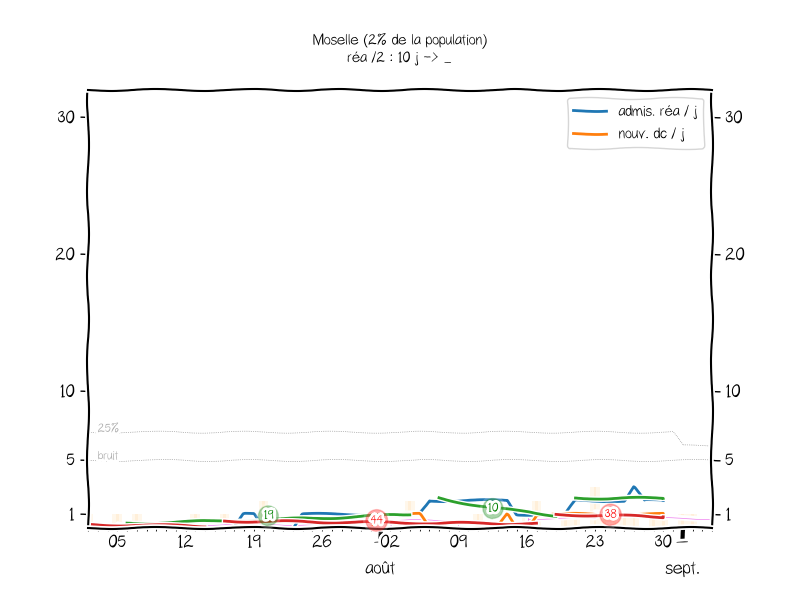 Moselle (2% de la population)
réa /2 : 10 j -> _
30 30
admis. réa / j
nouv. dc / j
20 20
10 10
25%
bruit
5 5
1 1
19 44 10 38
05 12 19 26 02 09 16 23 30
août sept.